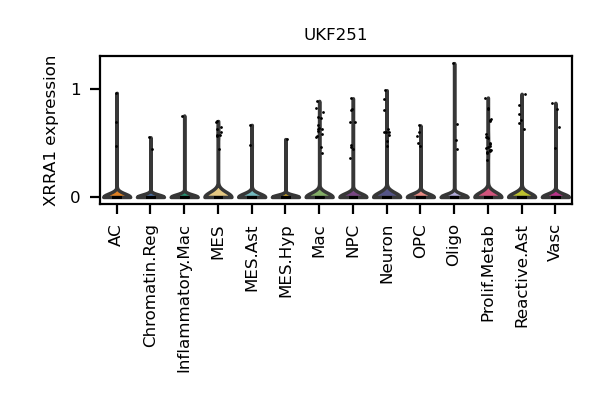 UKF251
XRRA1 expression
1
0
AC
Chromatin.Reg
Inflammatory.Mac
MES
MES.Ast
MES.Hyp
Mac
NPC
Neuron
OPC
Oligo
Prolif.Metab
Reactive.Ast
Vasc